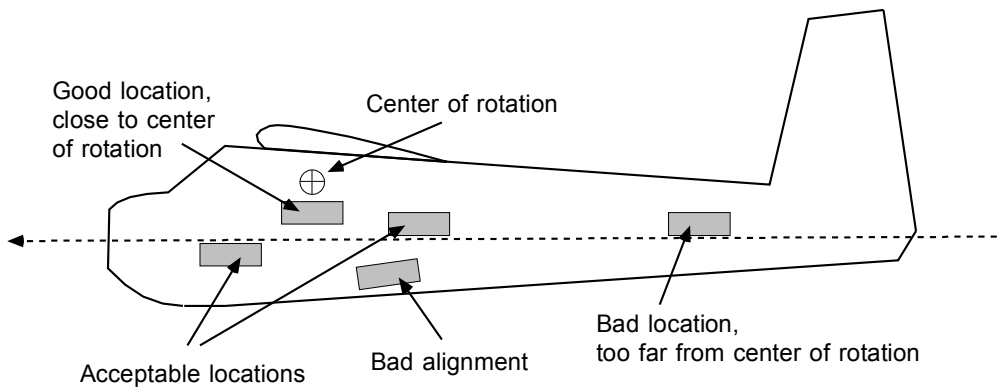 Good location,
close to center
of rotation
Center of rotation
Acceptable locations
Bad alignment
Bad location,
too far from center of rotation